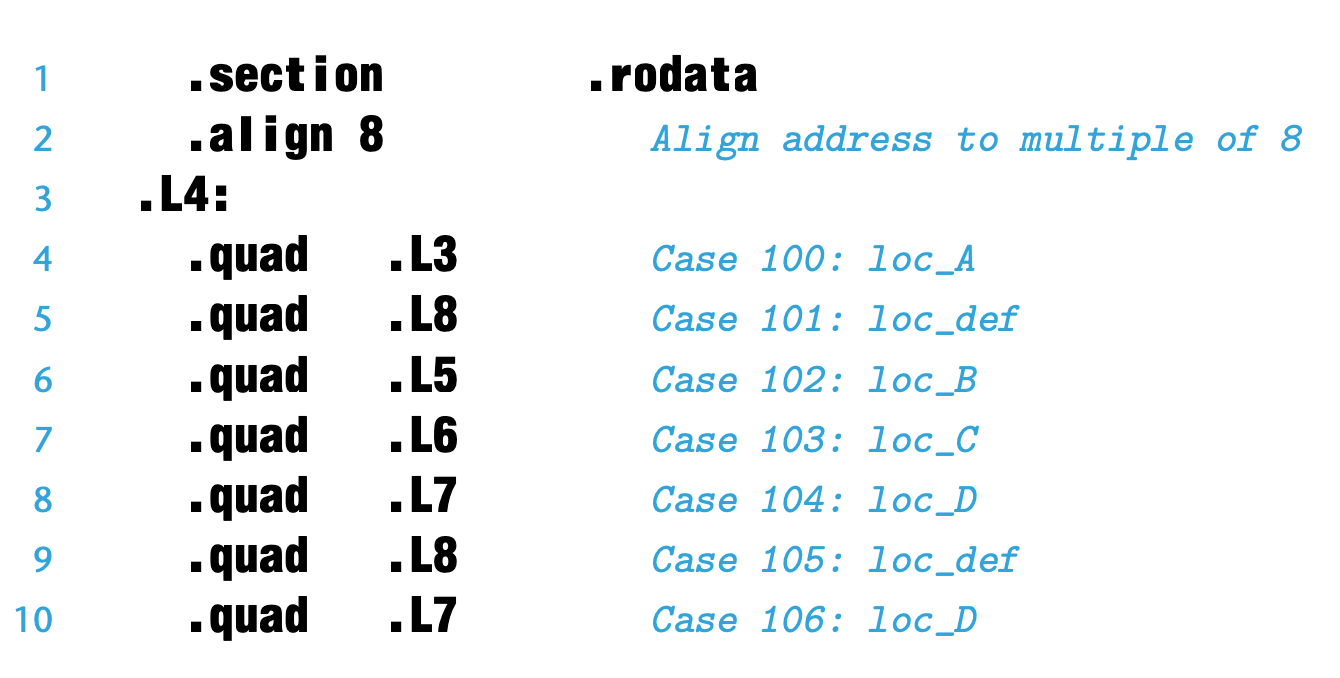 1 .section .rodata
2 .align 8 Align address to multiple of 8
3 .L4:
4 .quad .L3 Case 100: loc_A
5 .quad .L8 Case 101: loc_def
6 .quad .L5 Case 102: loc_B
7 .quad .L6 Case 103: loc_C
8 .quad .L7 Case 104: loc_D
9 .quad .L8 Case 105: loc_def
10 .quad .L7 Case 106: loc_D